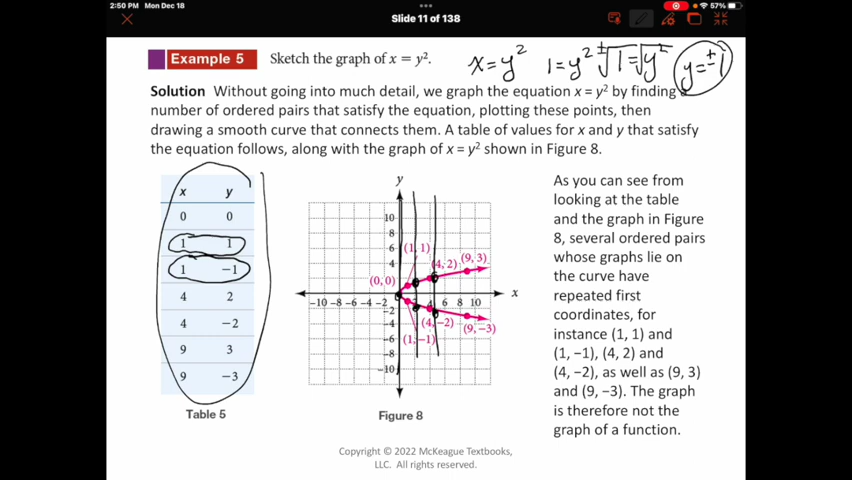 2:50 PM Mon Dec 18
57%
Slide 11 of 138
Example 5 Sketch the graph of x = y².
x = y² 1 = y² ±√1 = √y² y = ±1
Solution Without going into much detail, we graph the equation x = y² by finding a
number of ordered pairs that satisfy the equation, plotting these points, then
drawing a smooth curve that connects them. A table of values for x and y that satisfy
the equation follows, along with the graph of x = y² shown in Figure 8.
x y
0 0
1 1
1 −1
4 2
4 −2
9 3
9 −3
Table 5
y
10
8
6
4
(1, 1)
(4, 2)
(9, 3)
(0, 0)
x
−10 −8 −6 −4 −2
4 6 8 10
−2
−4
−6
−8
−10
(4, −2)
(9, −3)
(1, −1)
Figure 8
As you can see from
looking at the table
and the graph in Figure
8, several ordered pairs
whose graphs lie on
the curve have
repeated first
coordinates, for
instance (1, 1) and
(1, −1), (4, 2) and
(4, −2), as well as (9, 3)
and (9, −3). The graph
is therefore not the
graph of a function.
Copyright © 2022 McKeague Textbooks,
LLC. All rights reserved.